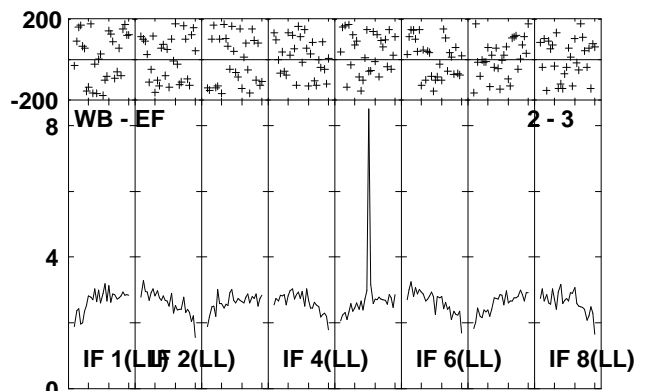 200
-200
WB - EF 2 - 3
8
4
IF 1(LL) IF 2(LL) IF 4(LL) IF 6(LL) IF 8(LL)
0